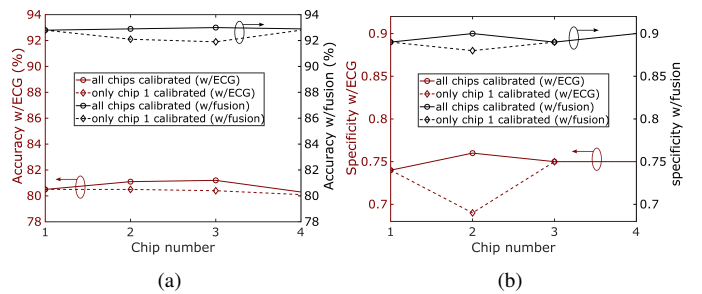 94
92
90
88
86
84
82
80
78
Accuracy w/ECG (%)
all chips calibrated (w/ECG)
only chip 1 calibrated (w/ECG)
all chips calibrated (w/fusion)
only chip 1 calibrated (w/fusion)
94
92
90
88
86
84
82
80
78
Accuracy w/fusion (%)
1 2 3 4
Chip number
(a)
0.9
0.85
0.8
0.75
0.7
Specificity w/ECG
all chips calibrated (w/ECG)
only chip 1 calibrated (w/ECG)
all chips calibrated (w/fusion)
only chip 1 calibrated (w/fusion)
0.9
0.85
0.8
0.75
0.7
specificity w/fusion
1 2 3 4
Chip number
(b)